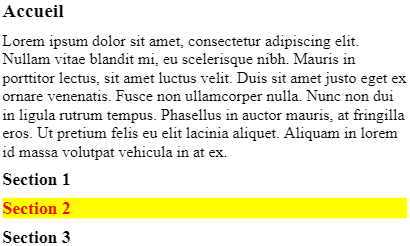 Accueil
Lorem ipsum dolor sit amet, consectetur adipiscing elit.
Nullam vitae blandit mi, eu scelerisque nibh. Mauris in
porttitor lectus, sit amet luctus velit. Duis sit amet justo eget ex
ornare venenatis. Fusce non ullamcorper nulla. Nunc non dui
in ligula rutrum tempus. Phasellus in auctor mauris, at fringilla
eros. Ut pretium felis eu elit lacinia aliquet. Aliquam in lorem
id massa volutpat vehicula in at ex.
Section 1
Section 2
Section 3